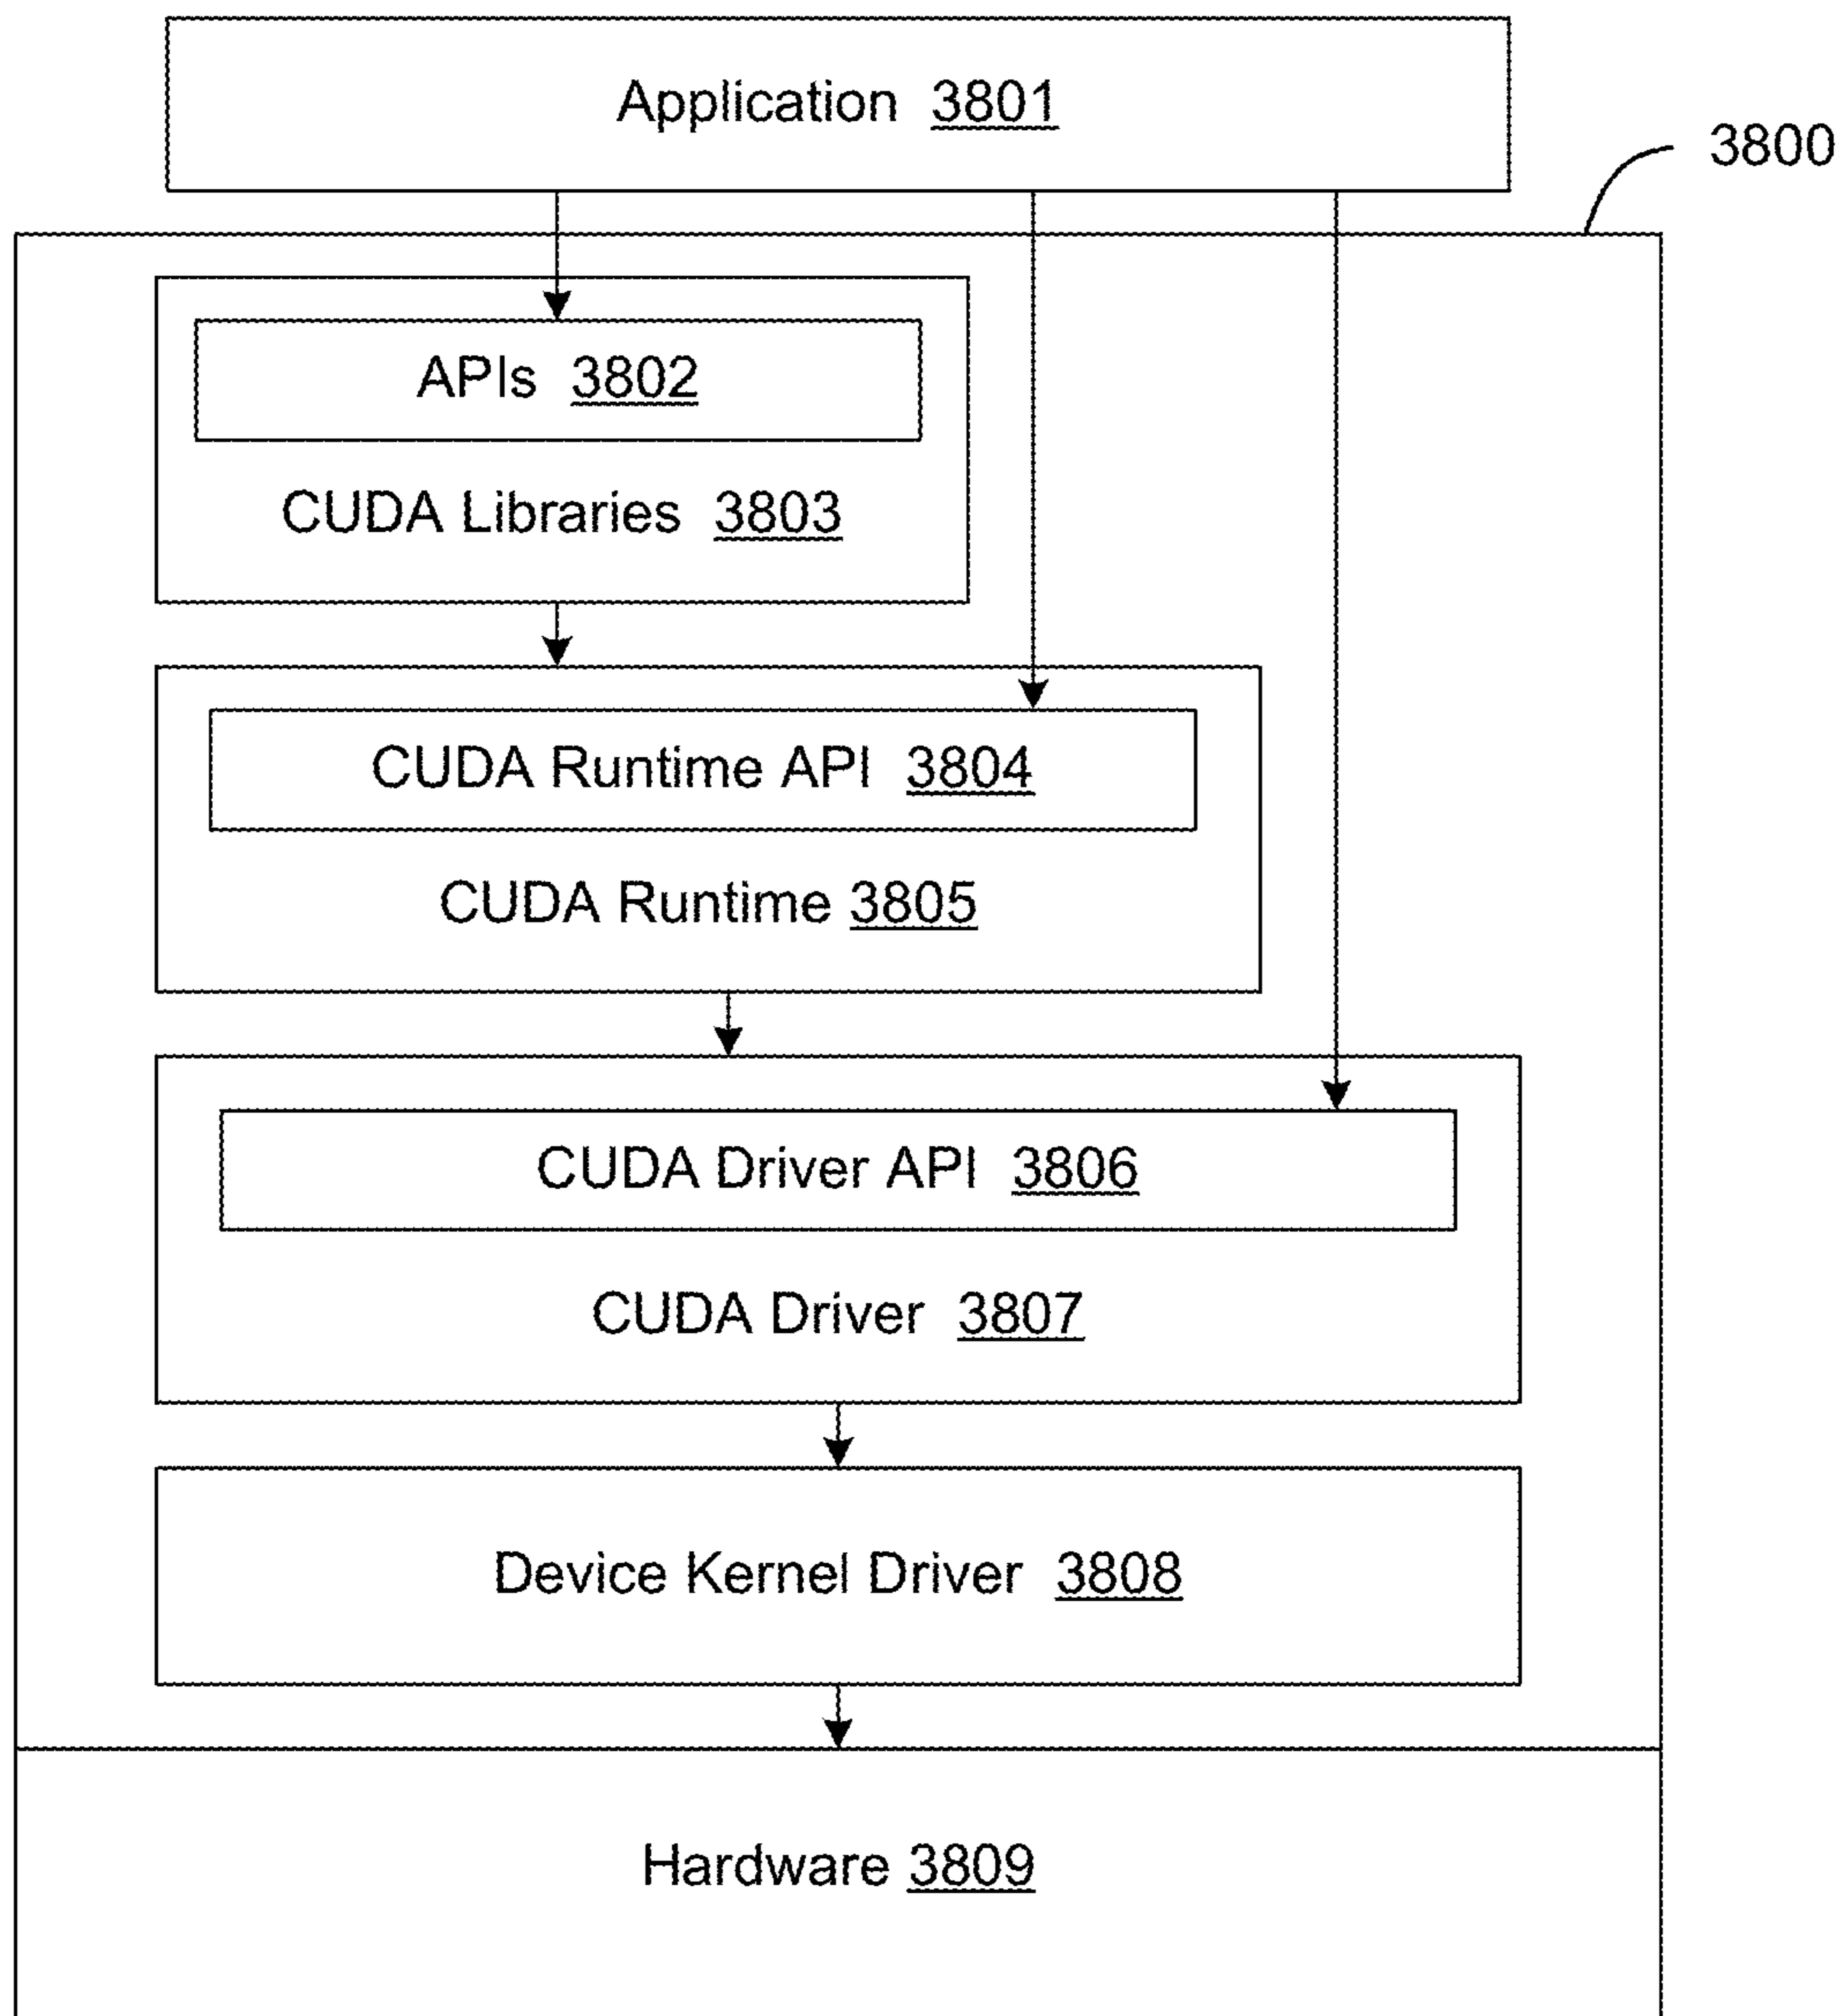 Application 3801
3800
APIs 3802
CUDA Libraries 3803
CUDA Runtime API 3804
CUDA Runtime 3805
CUDA Driver API 3806
CUDA Driver 3807
Device Kernel Driver 3808
Hardware 3809